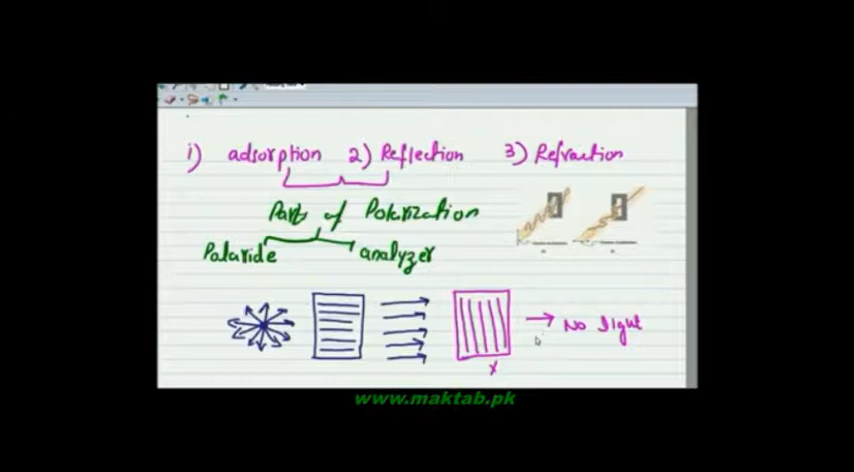 i) adsorption 2) Reflection 3) Refraction
Parts of Polarization
Polaride analyzer
No light
x
www.maktab.pk